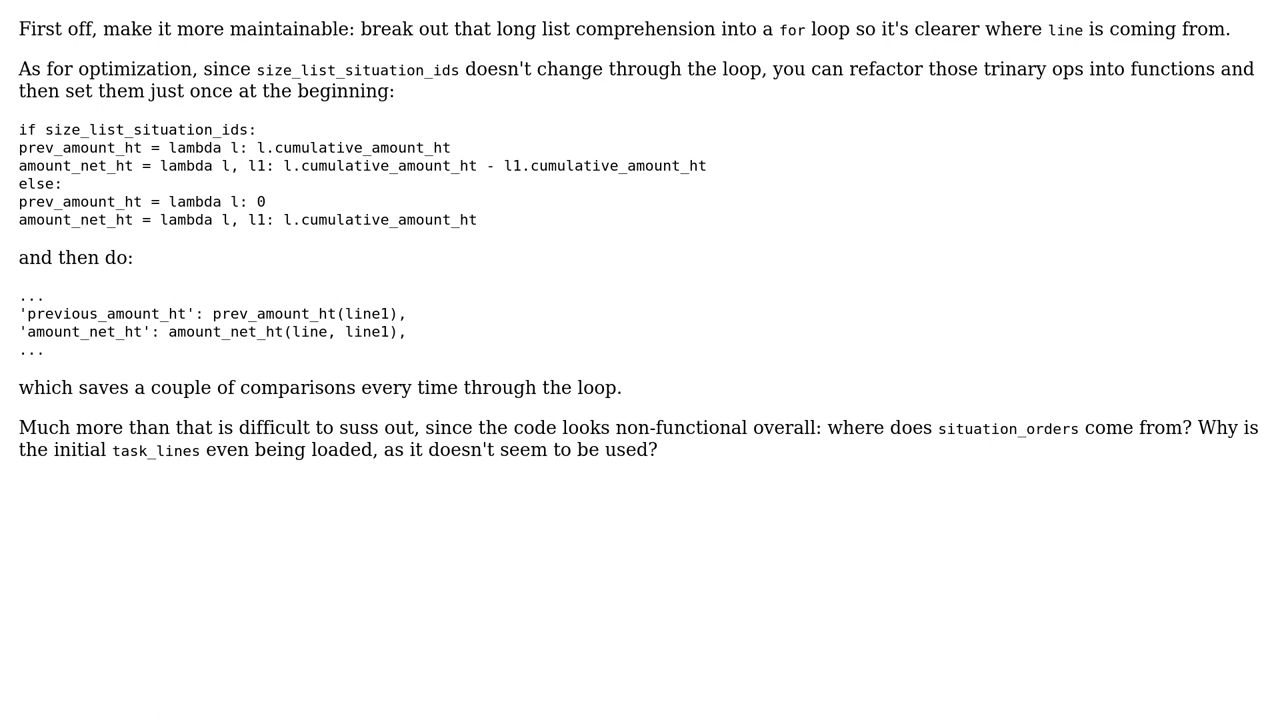 First off, make it more maintainable: break out that long list comprehension into a for loop so it's clearer where line is coming from.
As for optimization, since size_list_situation_ids doesn't change through the loop, you can refactor those trinary ops into functions and
then set them just once at the beginning:
if size_list_situation_ids:
prev_amount_ht = lambda l: l.cumulative_amount_ht
amount_net_ht = lambda l, l1: l.cumulative_amount_ht - l1.cumulative_amount_ht
else:
prev_amount_ht = lambda l: 0
amount_net_ht = lambda l, l1: l.cumulative_amount_ht
and then do:
...
'previous_amount_ht': prev_amount_ht(line1),
'amount_net_ht': amount_net_ht(line, line1),
...
which saves a couple of comparisons every time through the loop.
Much more than that is difficult to suss out, since the code looks non-functional overall: where does situation_orders come from? Why is
the initial task_lines even being loaded, as it doesn't seem to be used?